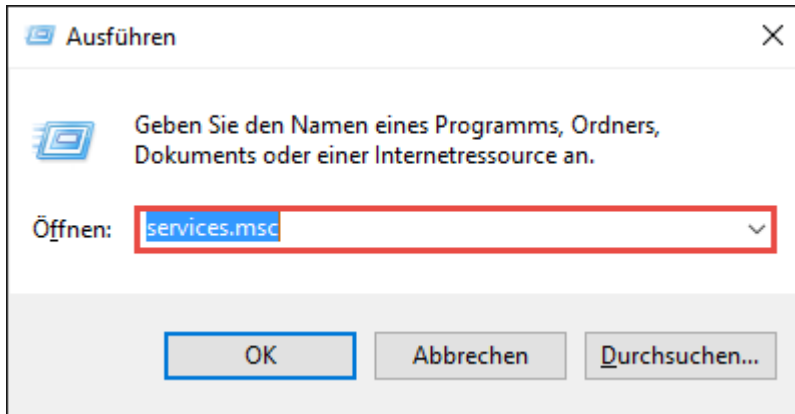 Ausführen
Geben Sie den Namen eines Programms, Ordners,
Dokuments oder einer Internetressource an.
Öffnen: services.msc
OK Abbrechen Durchsuchen...